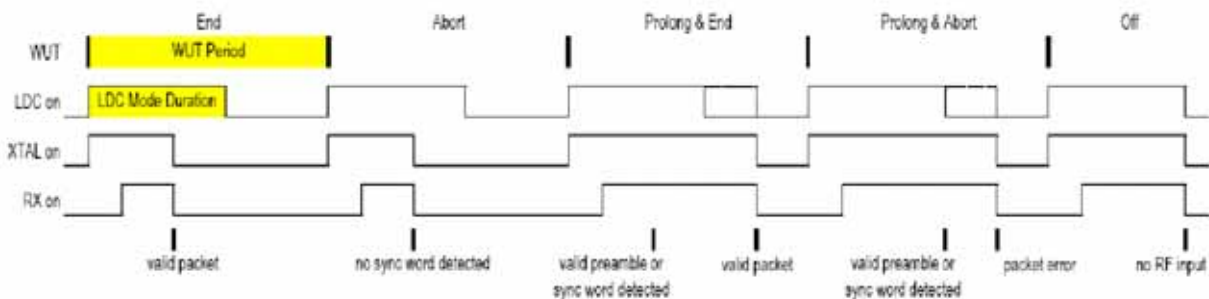 End
Abort
Prolong & End
Prolong & Abort
Off
WUT
WUT Period
LDC on
LDC Mode Duration
XTAL on
RX on
valid packet
no sync word detected
valid preamble or
sync word detected
valid packet
valid preamble or
sync word detected
packet error
no RF input